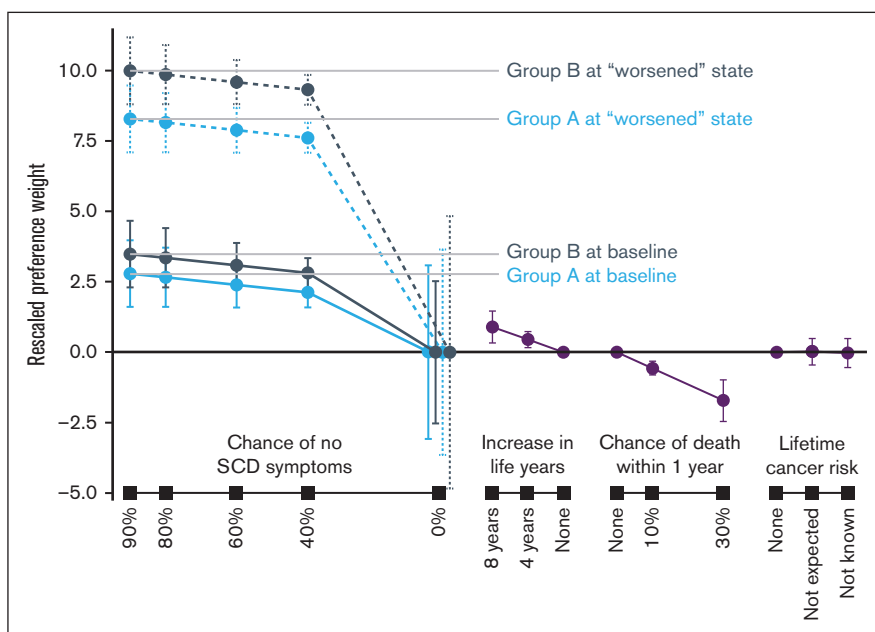 Rescaled preference weight
10.0
7.5
5.0
2.5
0.0
–2.5
–5.0
Group B at “worsened” state
Group A at “worsened” state
Group B at baseline
Group A at baseline
Chance of no
SCD symptoms
Increase in
life years
Chance of death
within 1 year
Lifetime
cancer risk
90%
80%
60%
40%
0%
8 years
4 years
None
None
10%
30%
None
Not expected
Not known